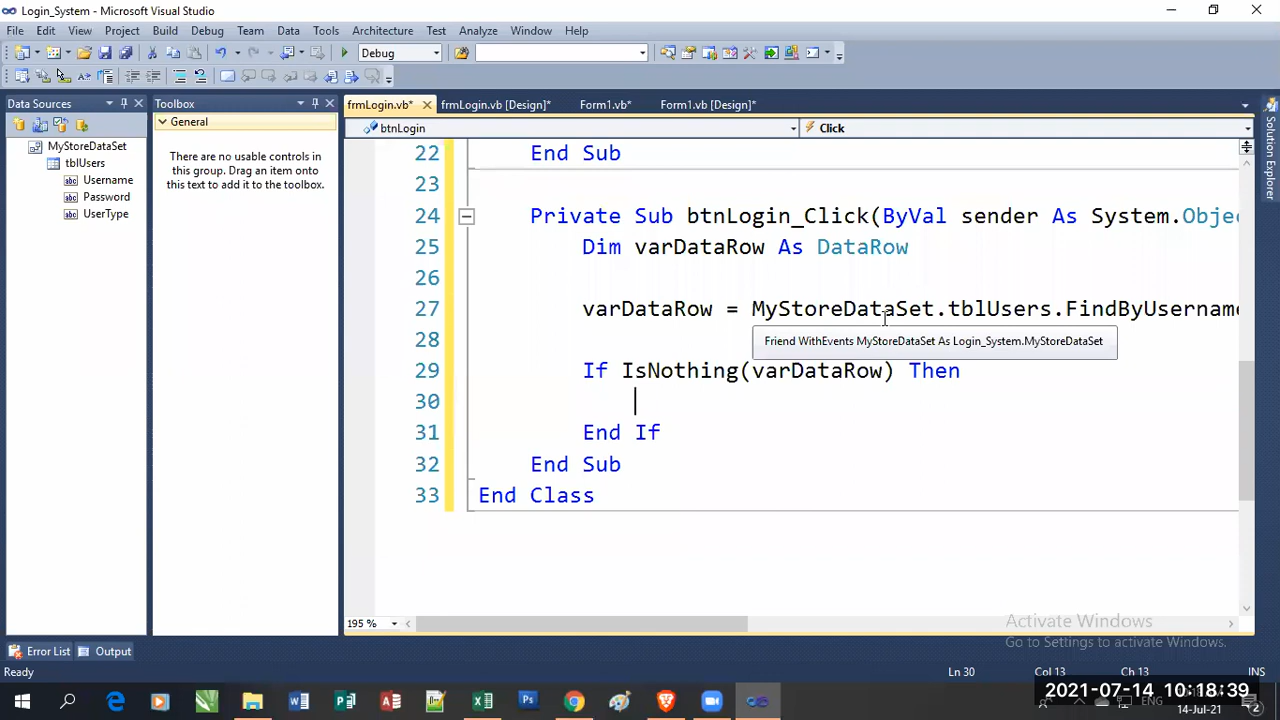 Login_System - Microsoft Visual Studio
File Edit View Project Build Debug Team Data Tools Architecture Test Analyze Window Help
Debug
Data Sources
Toolbox
frmLogin.vb* frmLogin.vb [Design]* Form1.vb* Form1.vb [Design]*
General
btnLogin Click
MyStoreDataSet
tblUsers
Username
Password
UserType
There are no usable controls in
this group. Drag an item onto
this text to add it to the toolbox.
Solution Explorer
22 End Sub
23
24 Private Sub btnLogin_Click(ByVal sender As System.Objec
25 Dim varDataRow As DataRow
26
27 varDataRow = MyStoreDataSet.tblUsers.FindByUsername
28
Friend WithEvents MyStoreDataSet As Login_System.MyStoreDataSet
29 If IsNothing(varDataRow) Then
30
31 End If
32 End Sub
33 End Class
195 %
Activate Windows
Go to Settings to activate Windows.
Error List Output
Ready Ln 30 Col 13 Ch 13 INS
2021-07-14 10:18:39
ENG
14-Jul-21
2